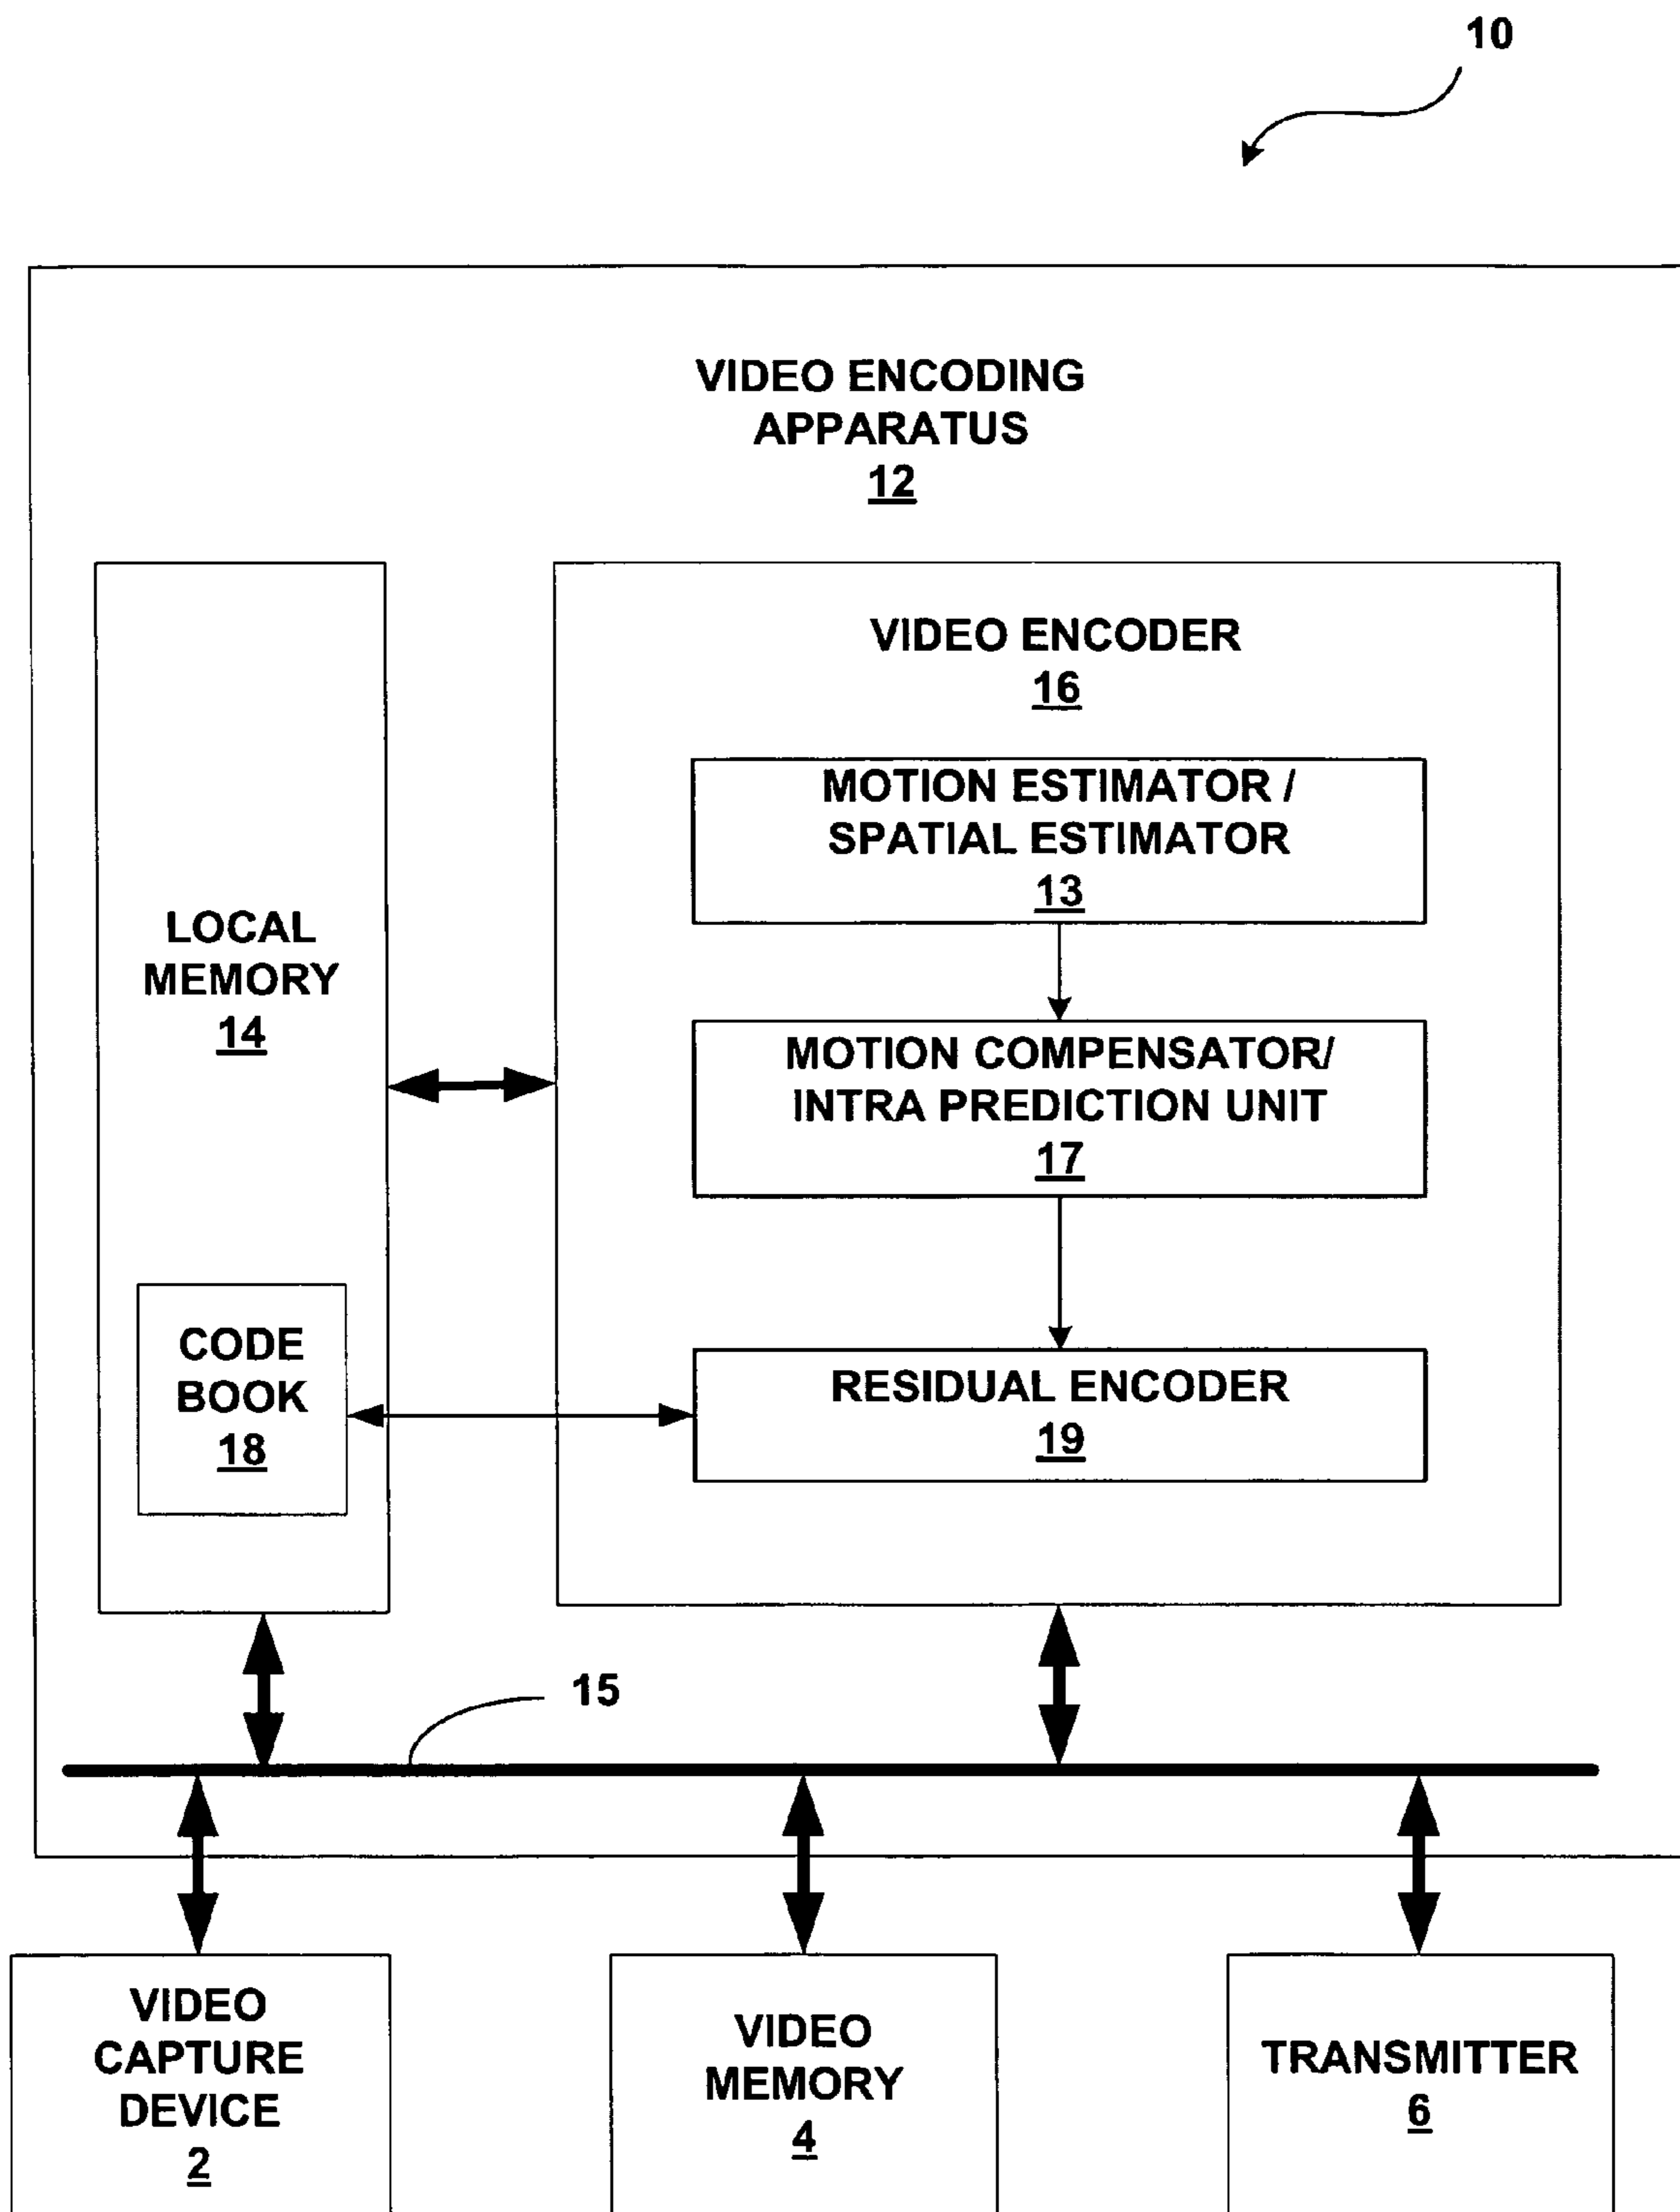 10
VIDEO ENCODING
APPARATUS
12
LOCAL
MEMORY
14
CODE
BOOK
18
VIDEO ENCODER
16
MOTION ESTIMATOR /
SPATIAL ESTIMATOR
13
MOTION COMPENSATOR/
INTRA PREDICTION UNIT
17
RESIDUAL ENCODER
19
15
VIDEO
CAPTURE
DEVICE
2
VIDEO
MEMORY
4
TRANSMITTER
6